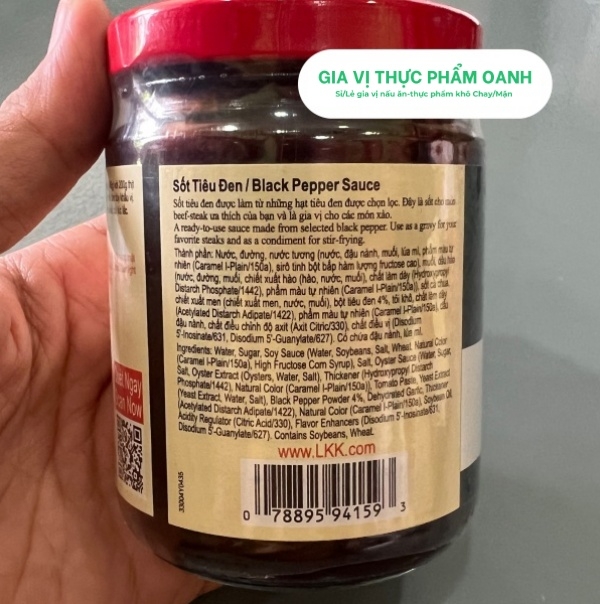 GIA VỊ THỰC PHẨM OANH
Sỉ/Lẻ gia vị nấu ăn-thực phẩm khô Chay/Mặn
Sốt Tiêu Đen / Black Pepper Sauce
Sốt tiêu đen được làm từ những hạt tiêu đen được chọn lọc. Đây là sốt cho món
beef-steak ưa thích của bạn và là gia vị cho các món xào.
A ready-to-use sauce made from selected black pepper. Use as a gravy for your
favorite steaks and as a condiment for stir-frying.
Thành phần: Nước, đường, nước tương (nước, đậu nành, muối, lúa mì, phẩm màu tự
nhiên (Caramel I-Plain/150a), sirô tinh bột bắp hàm lượng fructose cao), muối, dầu hào
(nước, đường, muối, chiết xuất hào (hào, nước, muối), chất làm dày (Hydroxypropyl
Distarch Phosphate/1442), phẩm màu tự nhiên (Caramel I-Plain/150a)), sốt cà chua,
chiết xuất men (chiết xuất men, nước, muối), bột tiêu đen 4%, tỏi khô, chất làm dày
(Acetylated Distarch Adipate/1422), phẩm màu tự nhiên (Caramel I-Plain/150a), dầu
đậu nành, chất điều chỉnh độ axit (Axit Citric/330), chất điều vị (Disodium
5'-Inosinate/631, Disodium 5'-Guanylate/627). Có chứa đậu nành, lúa mì.
Ingredients: Water, Sugar, Soy Sauce (Water, Soybeans, Salt, Wheat, Natural Color
(Caramel I-Plain/150a), High Fructose Corn Syrup), Salt, Oyster Sauce (Water, Sugar,
Salt, Oyster Extract (Oysters, Water, Salt), Thickener (Hydroxypropyl Distarch
Phosphate/1442), Natural Color (Caramel I-Plain/150a)), Tomato Paste, Yeast Extract
(Yeast Extract, Water, Salt), Black Pepper Powder 4%, Dehydrated Garlic, Thickener
(Acetylated Distarch Adipate/1422), Natural Color (Caramel I-Plain/150a), Soybean Oil,
Acidity Regulator (Citric Acid/330), Flavor Enhancers (Disodium 5'-Inosinate/631,
Disodium 5'-Guanylate/627). Contains Soybeans, Wheat.
www.LKK.com
0 78895 94159 3
33004Y0435
Ngay
an Now